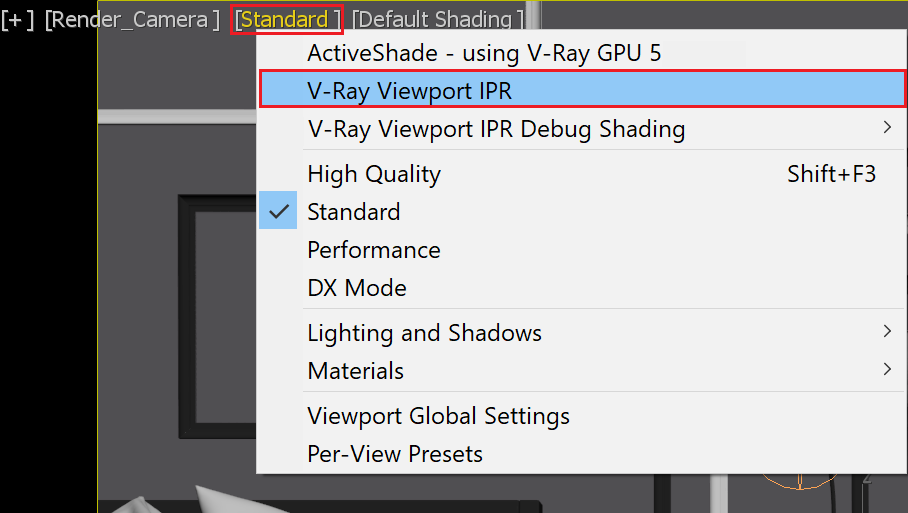 [+] [Render_Camera ] [Standard ] [Default Shading ]
ActiveShade - using V-Ray GPU 5
V-Ray Viewport IPR
V-Ray Viewport IPR Debug Shading
High Quality Shift+F3
Standard
Performance
DX Mode
Lighting and Shadows
Materials
Viewport Global Settings
Per-View Presets